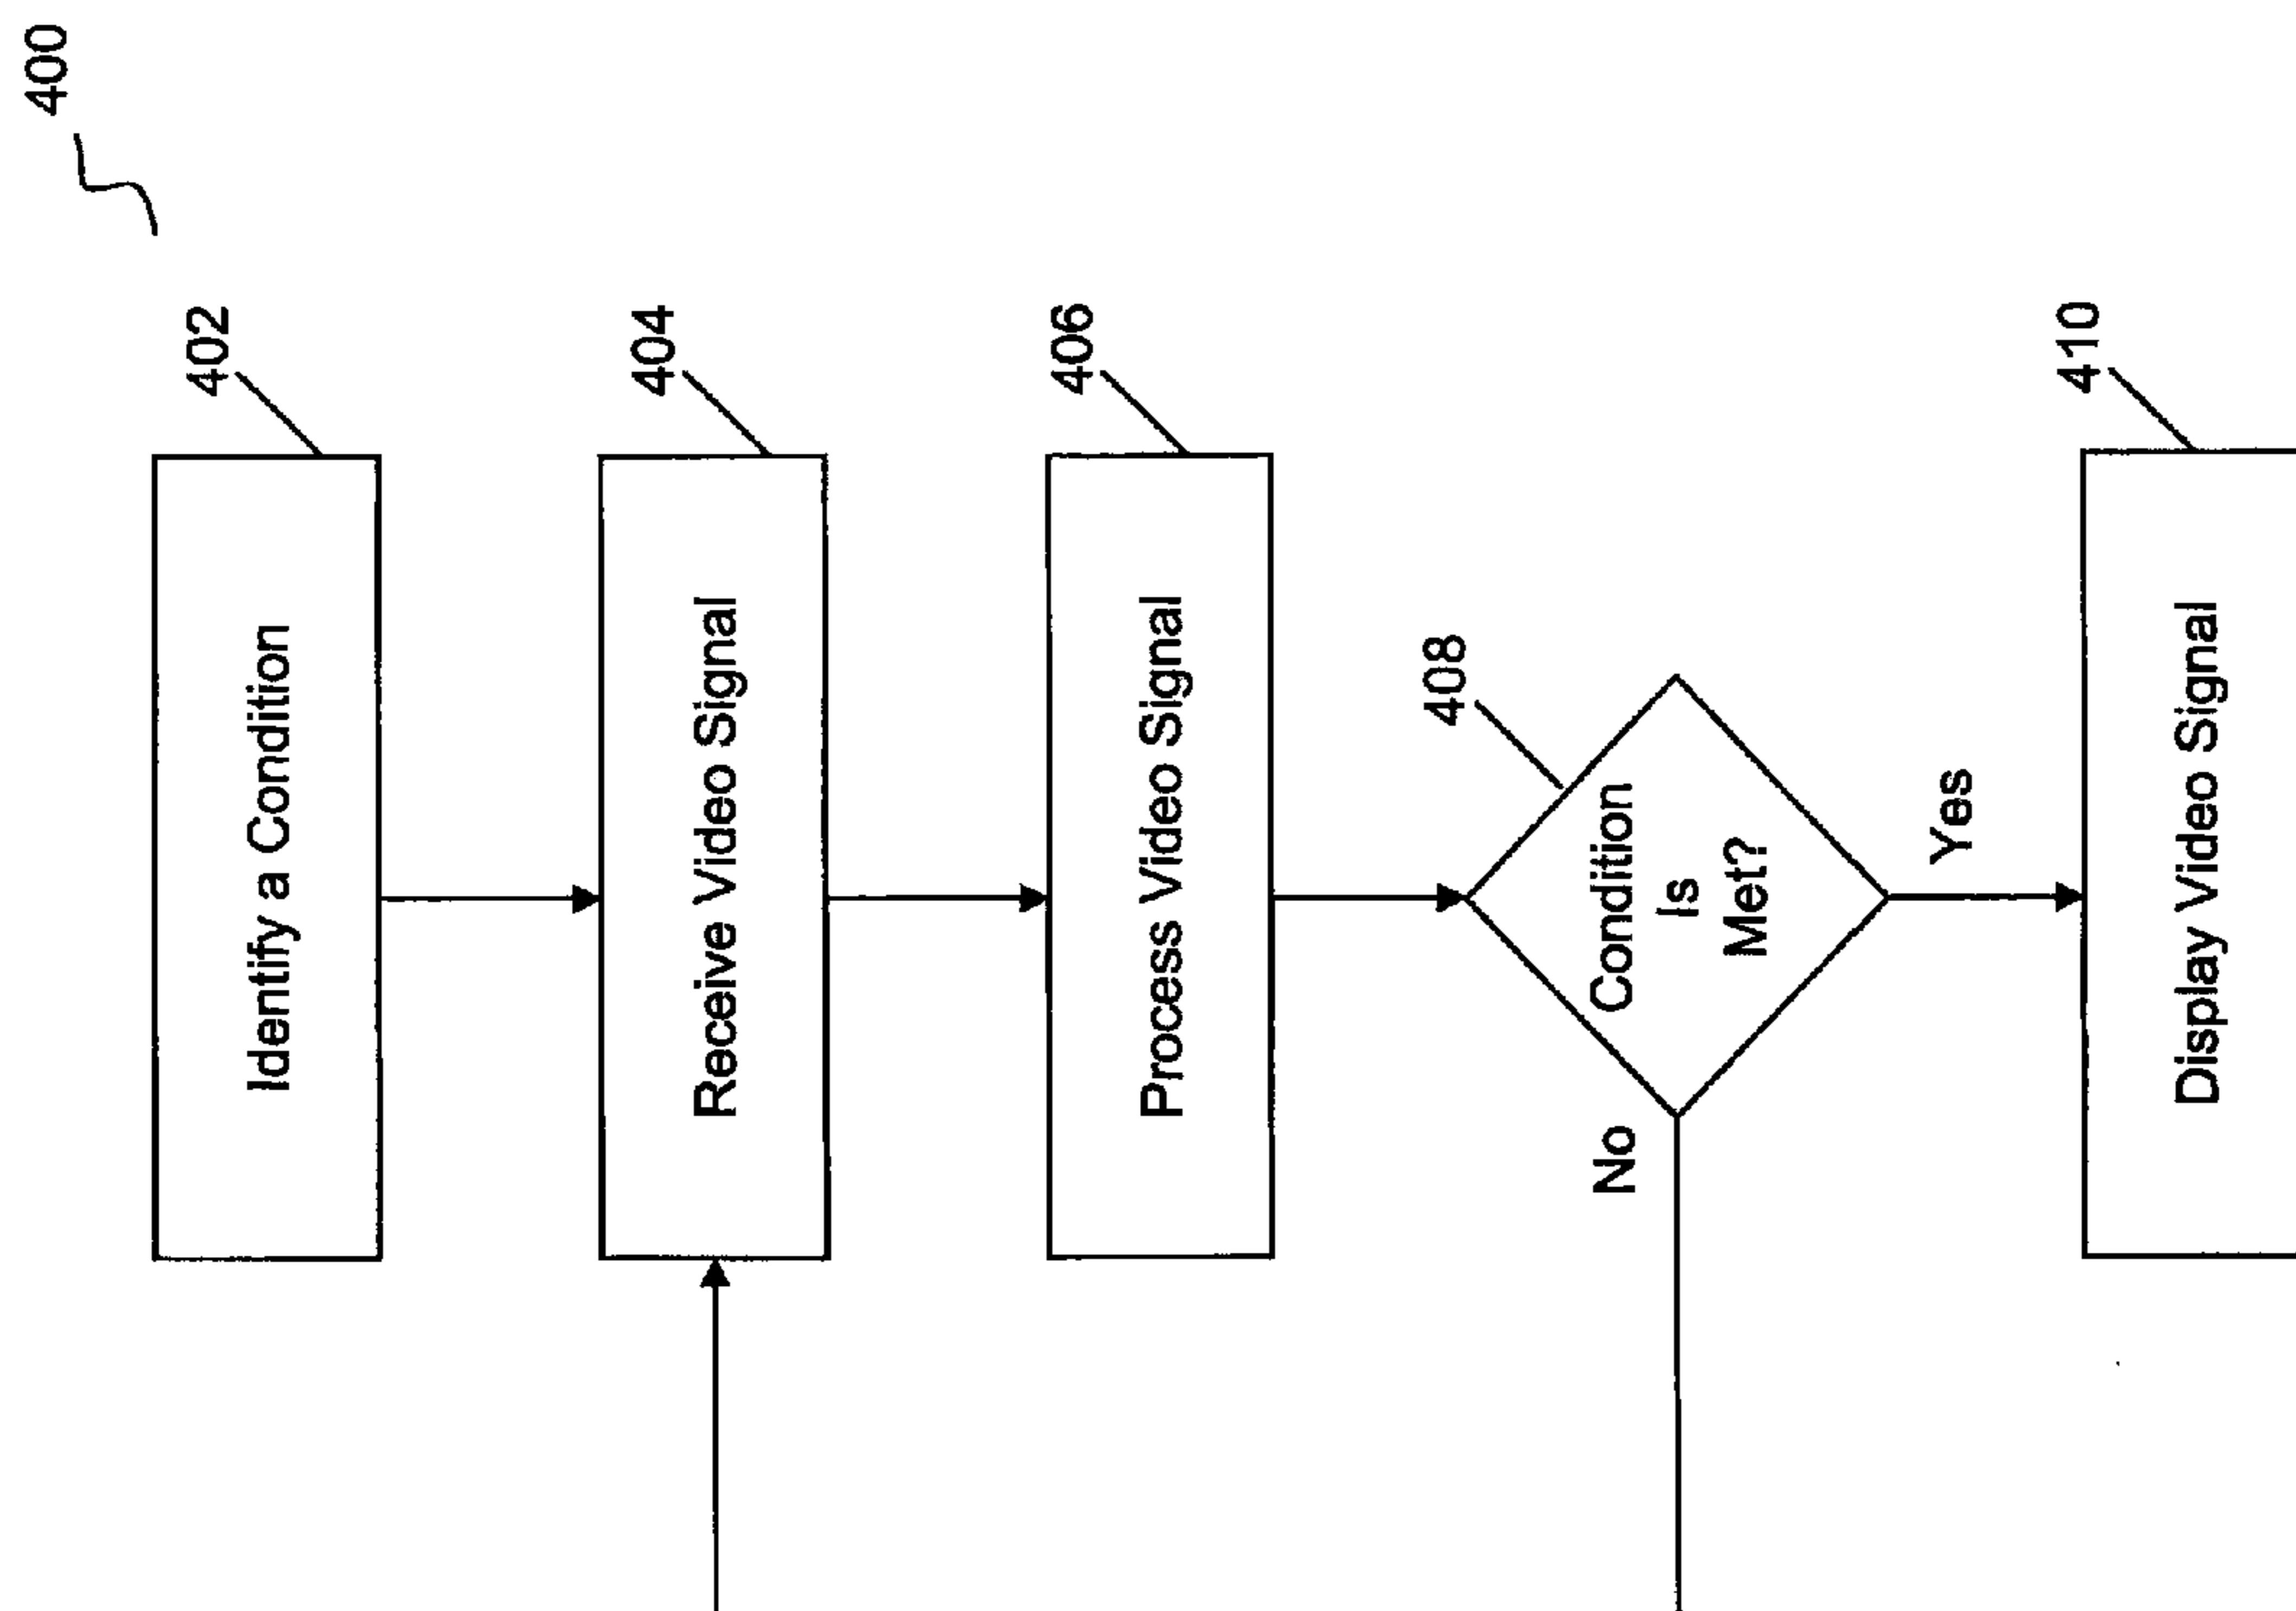 400
402
Identify a Condition
404
Receive Video Signal
406
Process Video Signal
408
Condition
Is
Met?
No
Yes
410
Display Video Signal